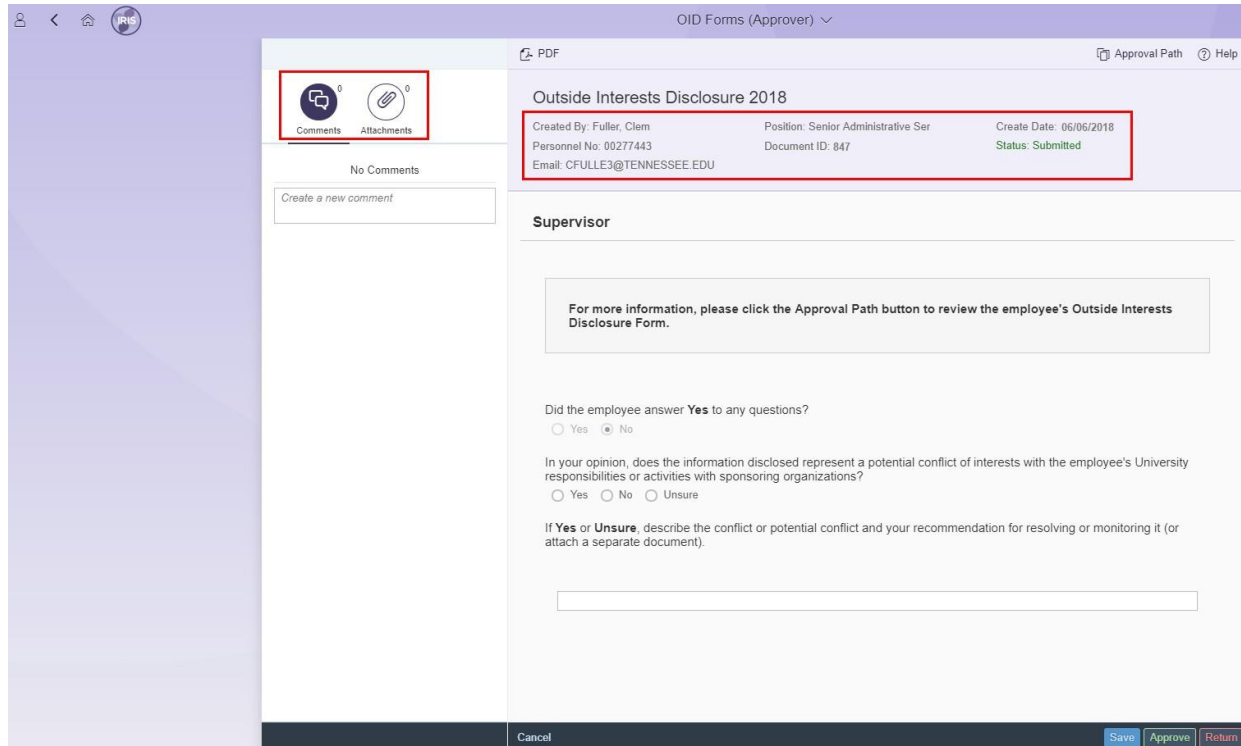 IRIS
OID Forms (Approver)
PDF
Approval Path
Help
0
0
Comments
Attachments
No Comments
Create a new comment
Outside Interests Disclosure 2018
Created By: Fuller, Clem
Position: Senior Administrative Ser
Create Date: 06/06/2018
Personnel No: 00277443
Document ID: 847
Status: Submitted
Email: CFULLE3@TENNESSEE.EDU
Supervisor
For more information, please click the Approval Path button to review the employee's Outside Interests
Disclosure Form.
Did the employee answer Yes to any questions?
Yes No
In your opinion, does the information disclosed represent a potential conflict of interests with the employee's University
responsibilities or activities with sponsoring organizations?
Yes No Unsure
If Yes or Unsure, describe the conflict or potential conflict and your recommendation for resolving or monitoring it (or
attach a separate document).
Cancel
Save
Approve
Return